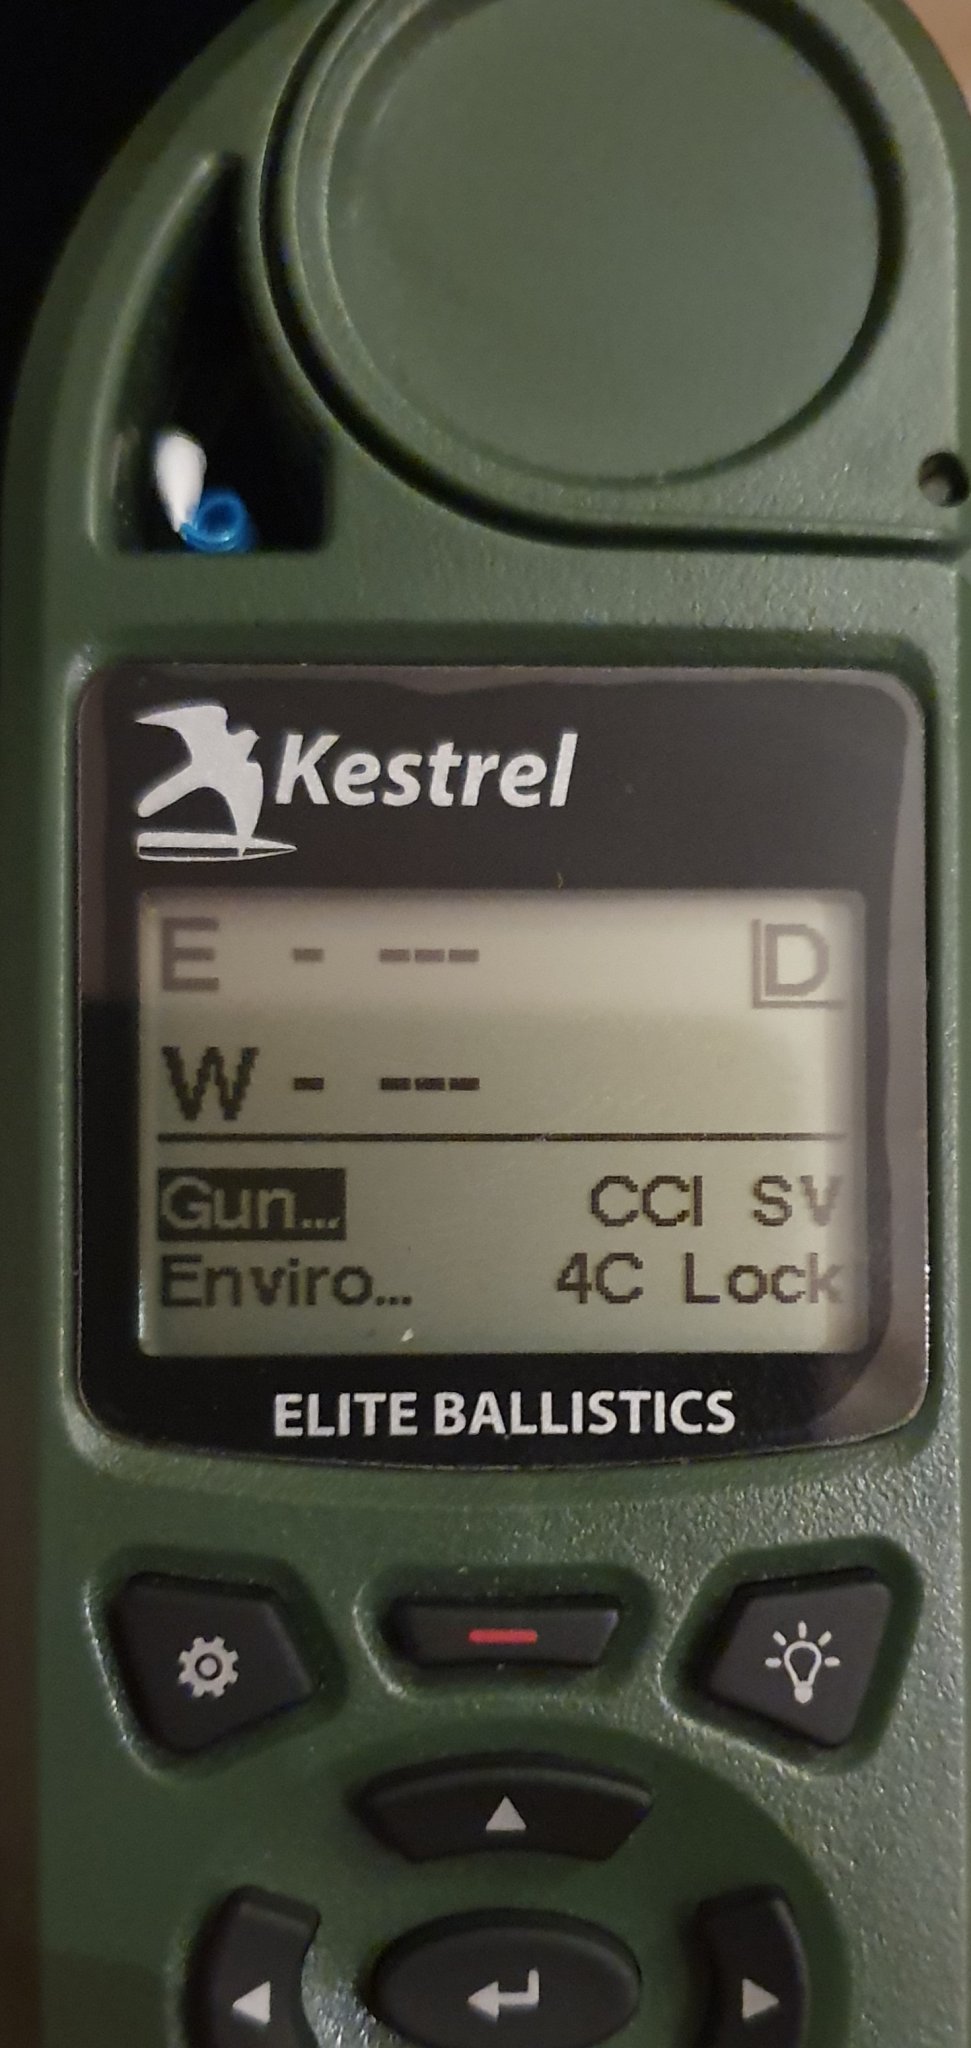 Kestrel
E - --- D
W - ---
Gun... CCI SV
Enviro... 4C Lock
ELITE BALLISTICS